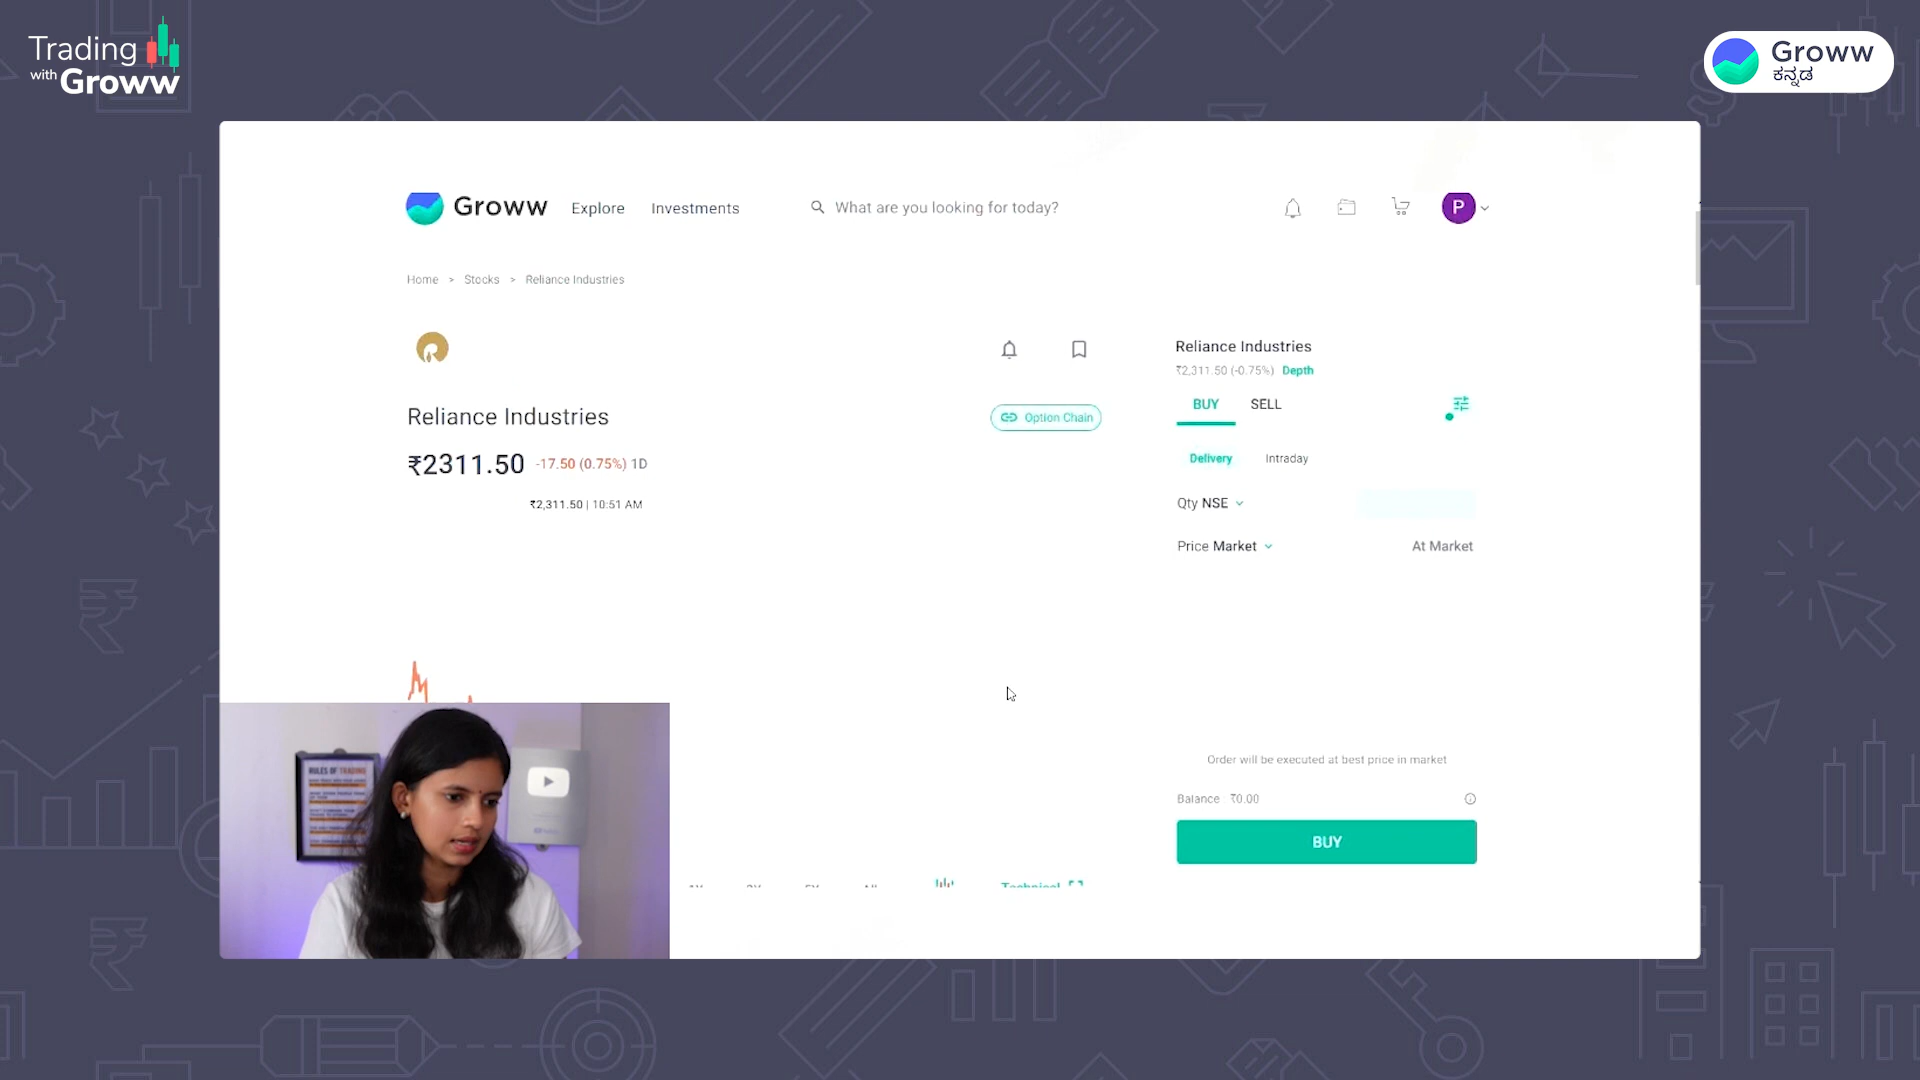 Trading
with Groww
Groww
ಕನ್ನಡ
Groww
Explore
Investments
What are you looking for today?
P
Home > Stocks > Reliance Industries
Reliance Industries
₹2,311.50 (-0.75%) Depth
BUY
SELL
Reliance Industries
Option Chain
₹2311.50 -17.50 (0.75%) 1D
₹2,311.50 | 10:51 AM
Delivery
Intraday
Qty NSE
Price Market
At Market
Order will be executed at best price in market
Balance ₹0.00
BUY
RULES OF TRADING